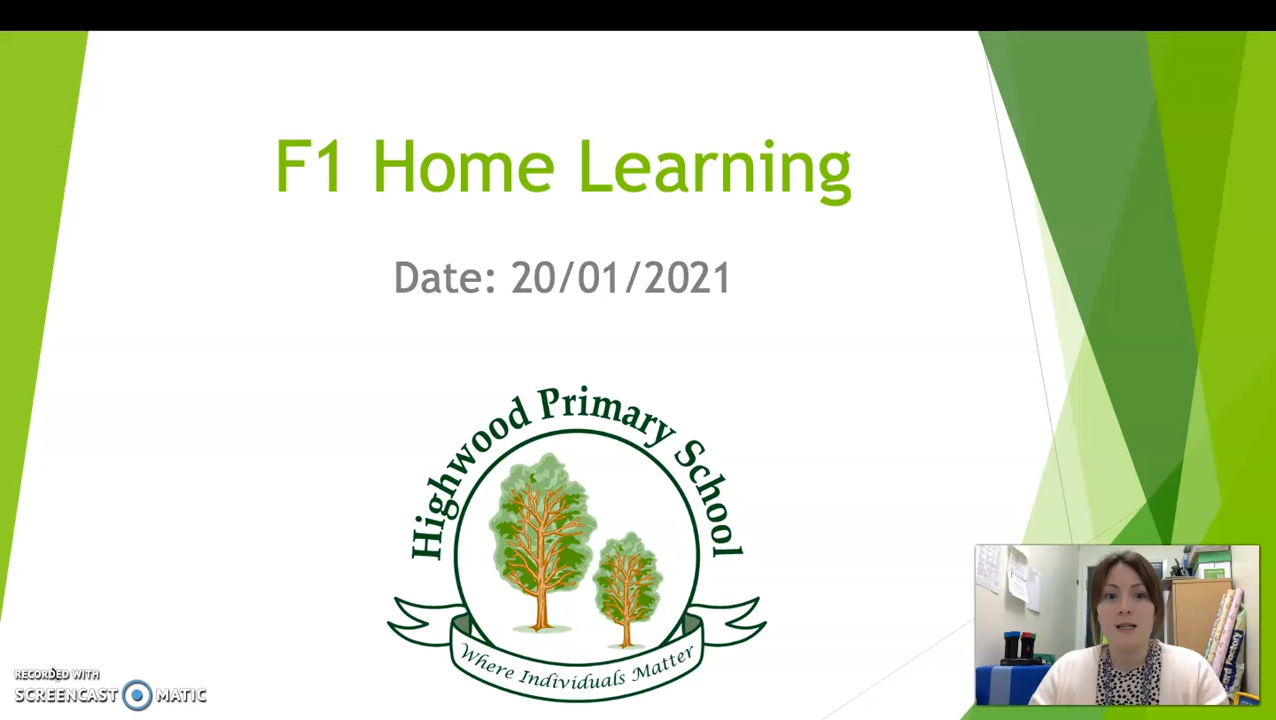 F1 Home Learning
Date: 20/01/2021
Highwood Primary School
Where Individuals Matter
RECORDED WITH
SCREENCAST MATIC